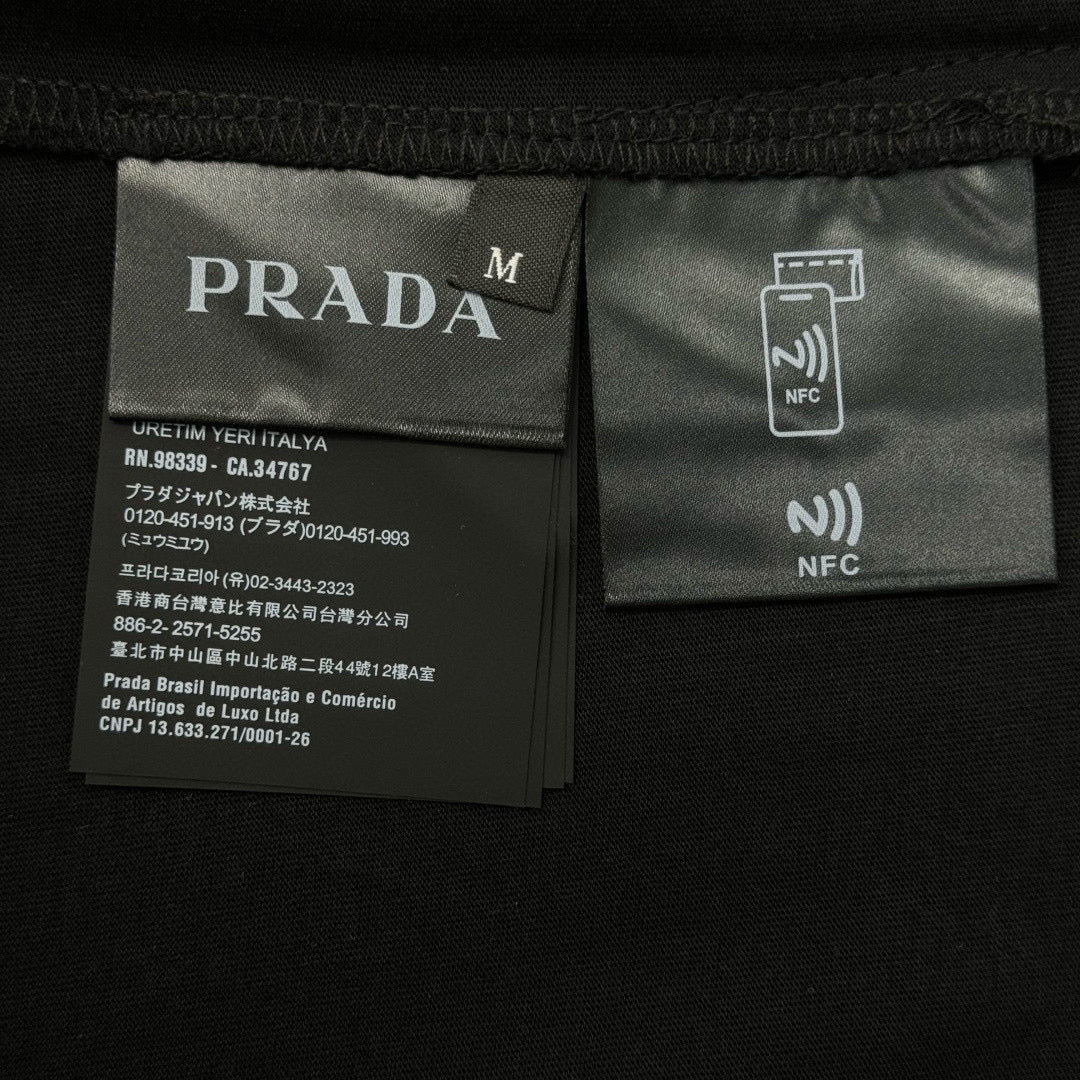 PRADA
M
ÜRETIM YERİ İTALYA
RN.98339 - CA.34767
プラダジャパン株式会社
0120-451-913 (プラダ)0120-451-993
(ミュウミユウ)
프라다코리아 (유)02-3443-2323
香港商台灣意比有限公司台灣分公司
886-2- 2571-5255
臺北市中山區中山北路二段44號12樓A室
Prada Brasil Importação e Comércio
de Artigos de Luxo Ltda
CNPJ 13.633.271/0001-26
NFC
NFC